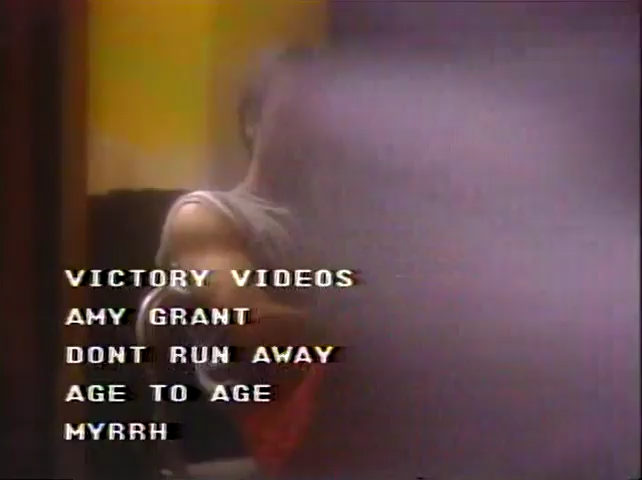 VICTORY VIDEOS
AMY GRANT
DONT RUN AWAY
AGE TO AGE
MYRRH